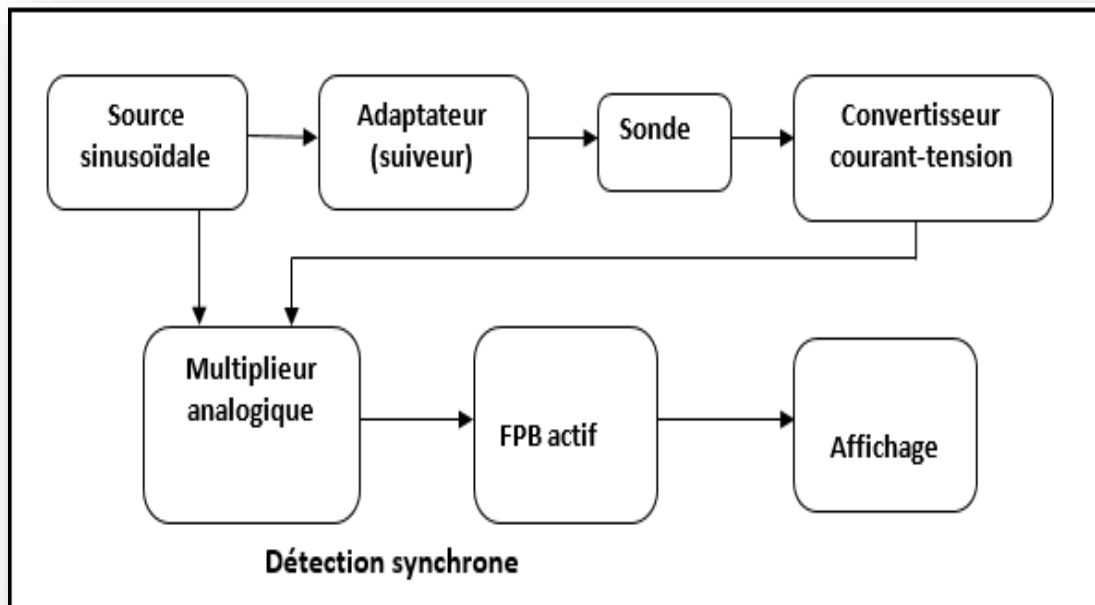 Source
sinusoïdale
Adaptateur
(suiveur)
Sonde
Convertisseur
courant-tension
Multiplieur
analogique
FPB actif
Affichage
Détection synchrone